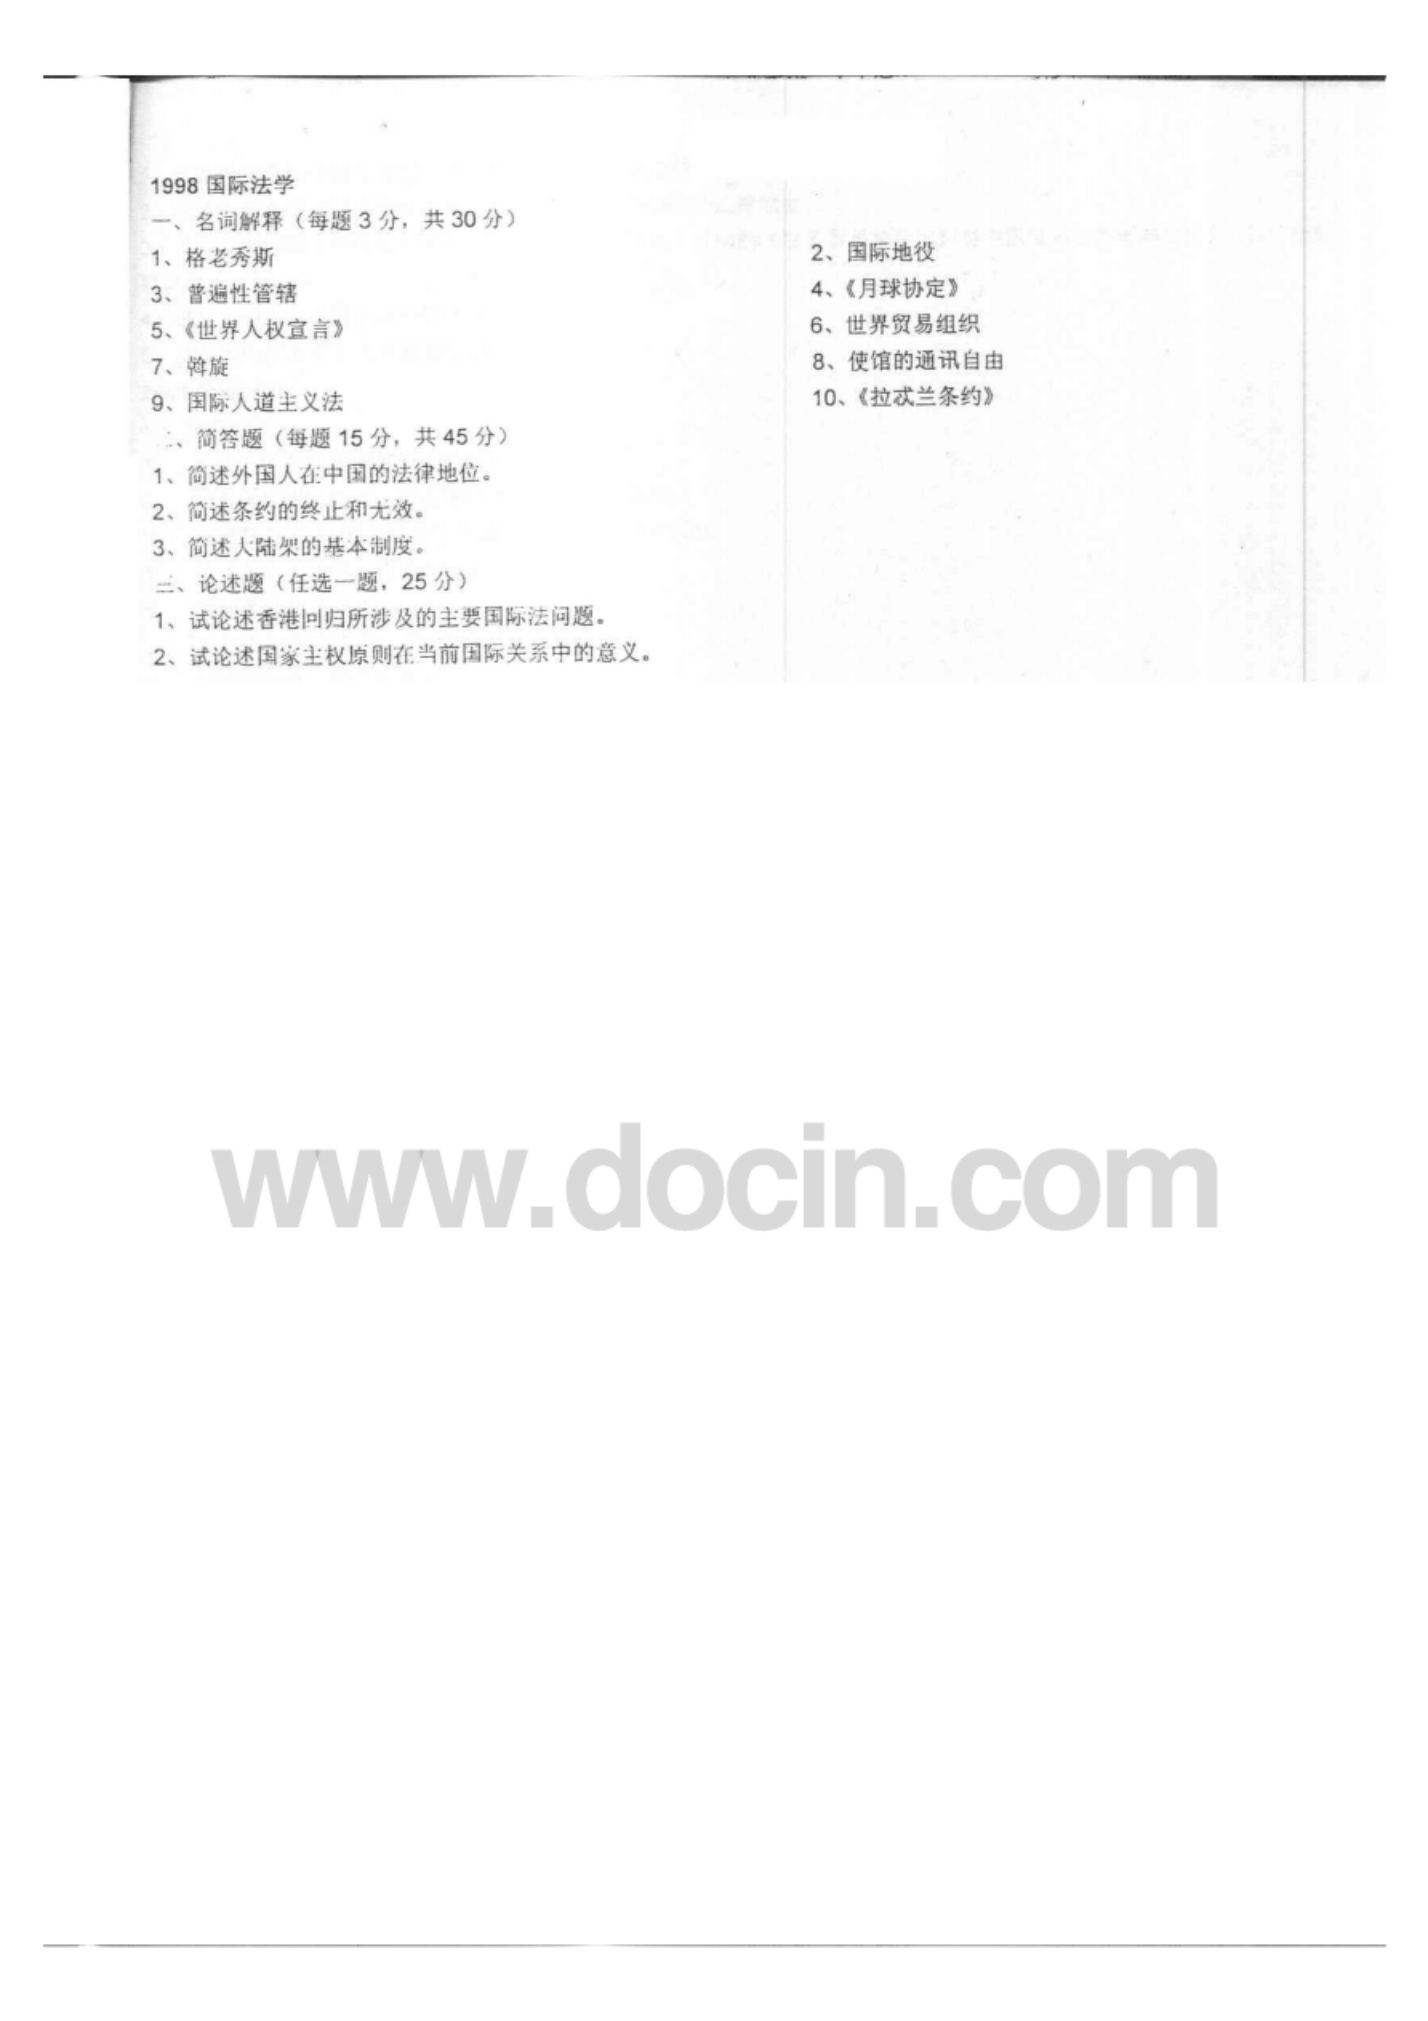 1998 国际法学
一、名词解释（每题 3 分，共 30 分）
1、格老秀斯
2、国际地役
3、普遍性管辖
4、《月球协定》
5、《世界人权宣言》
6、世界贸易组织
7、斡旋
8、使馆的通讯自由
9、国际人道主义法
10、《拉忒兰条约》
二、简答题（每题 15 分，共 45 分）
1、简述外国人在中国的法律地位。
2、简述条约的终止和无效。
3、简述大陆架的基本制度。
三、论述题（任选一题，25 分）
1、试论述香港回归所涉及的主要国际法问题。
2、试论述国家主权原则在当前国际关系中的意义。
www.docin.com